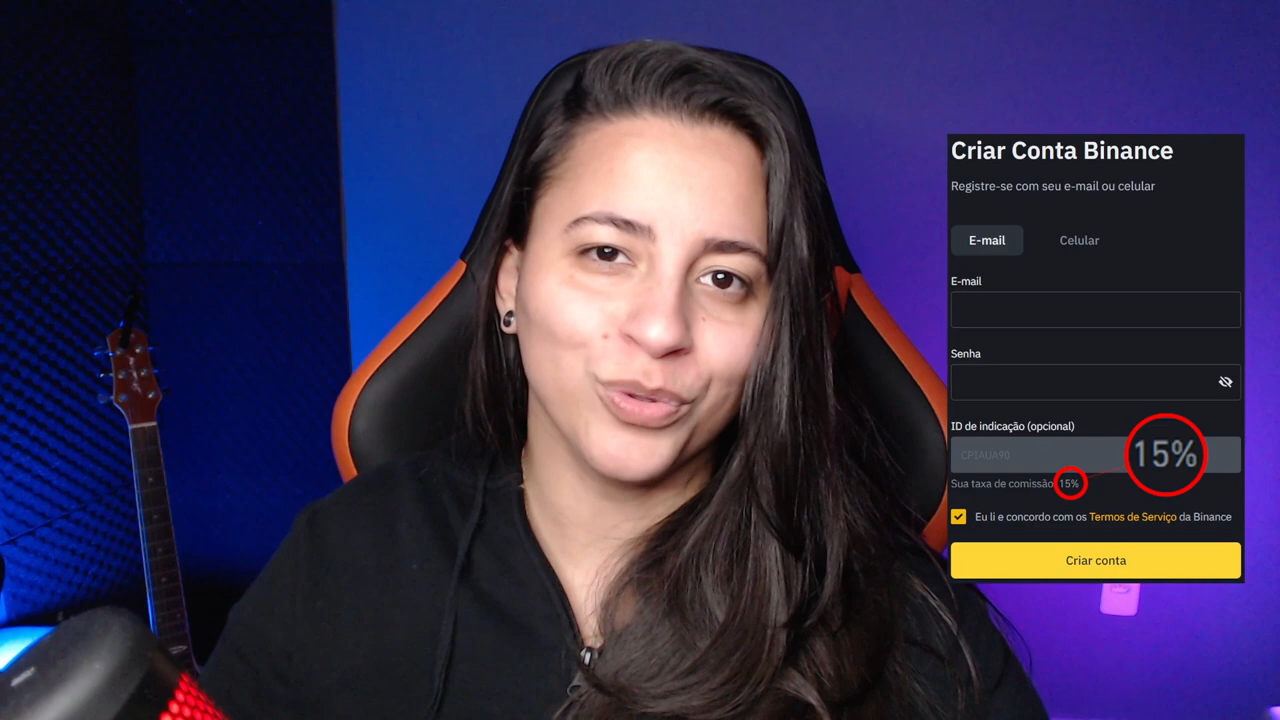 Criar Conta Binance
Registre-se com seu e-mail ou celular
E-mail
Celular
E-mail
Senha
ID de indicação (opcional)
CPIAUA90
15%
Sua taxa de comissão 15%
Eu li e concordo com os Termos de Serviço da Binance
Criar conta